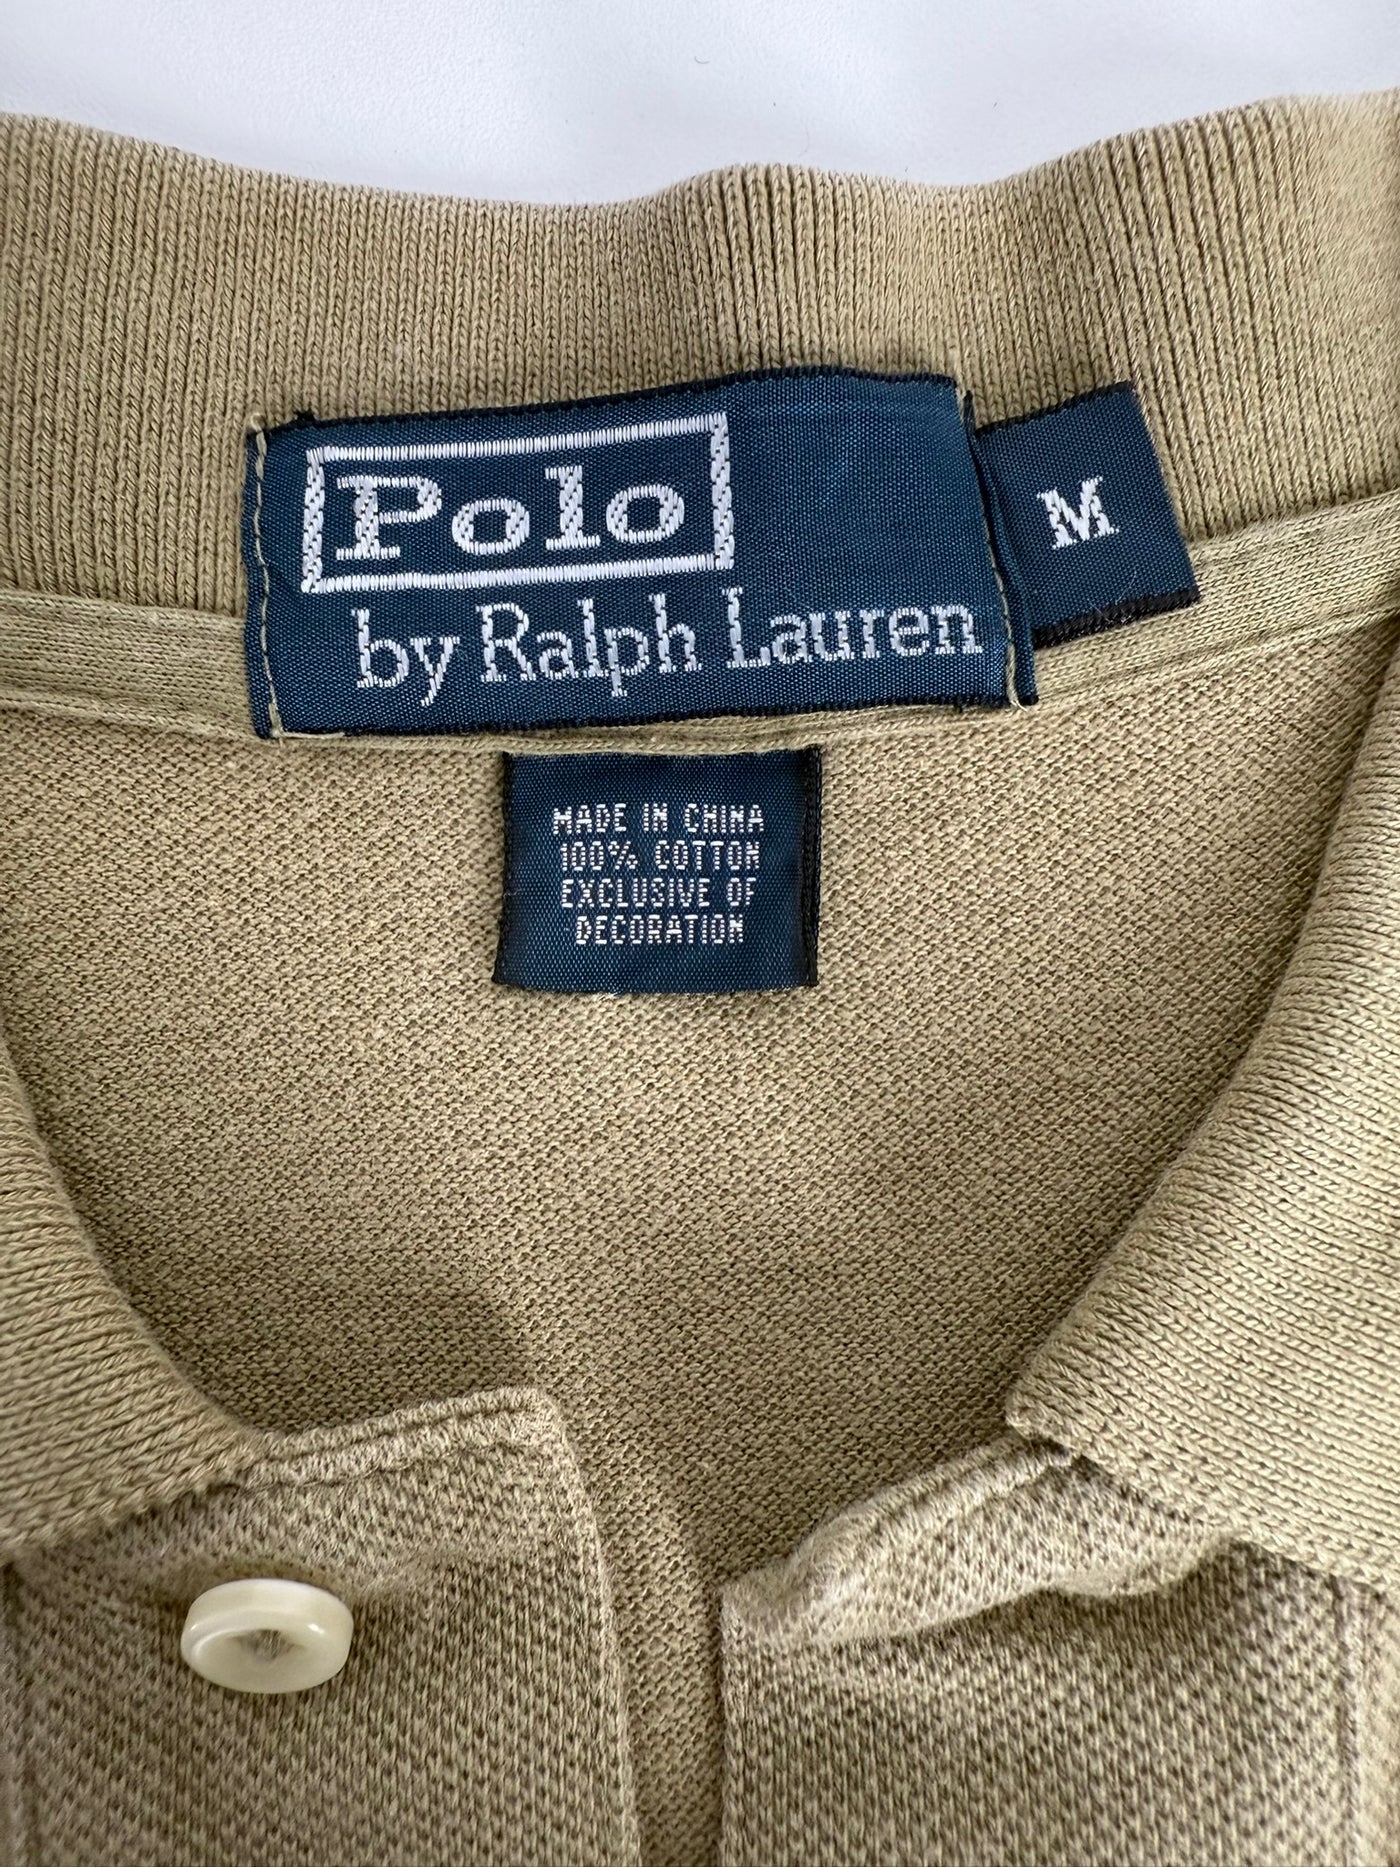 Polo
by Ralph Lauren
M
MADE IN CHINA
100% COTTON
EXCLUSIVE OF
DECORATION